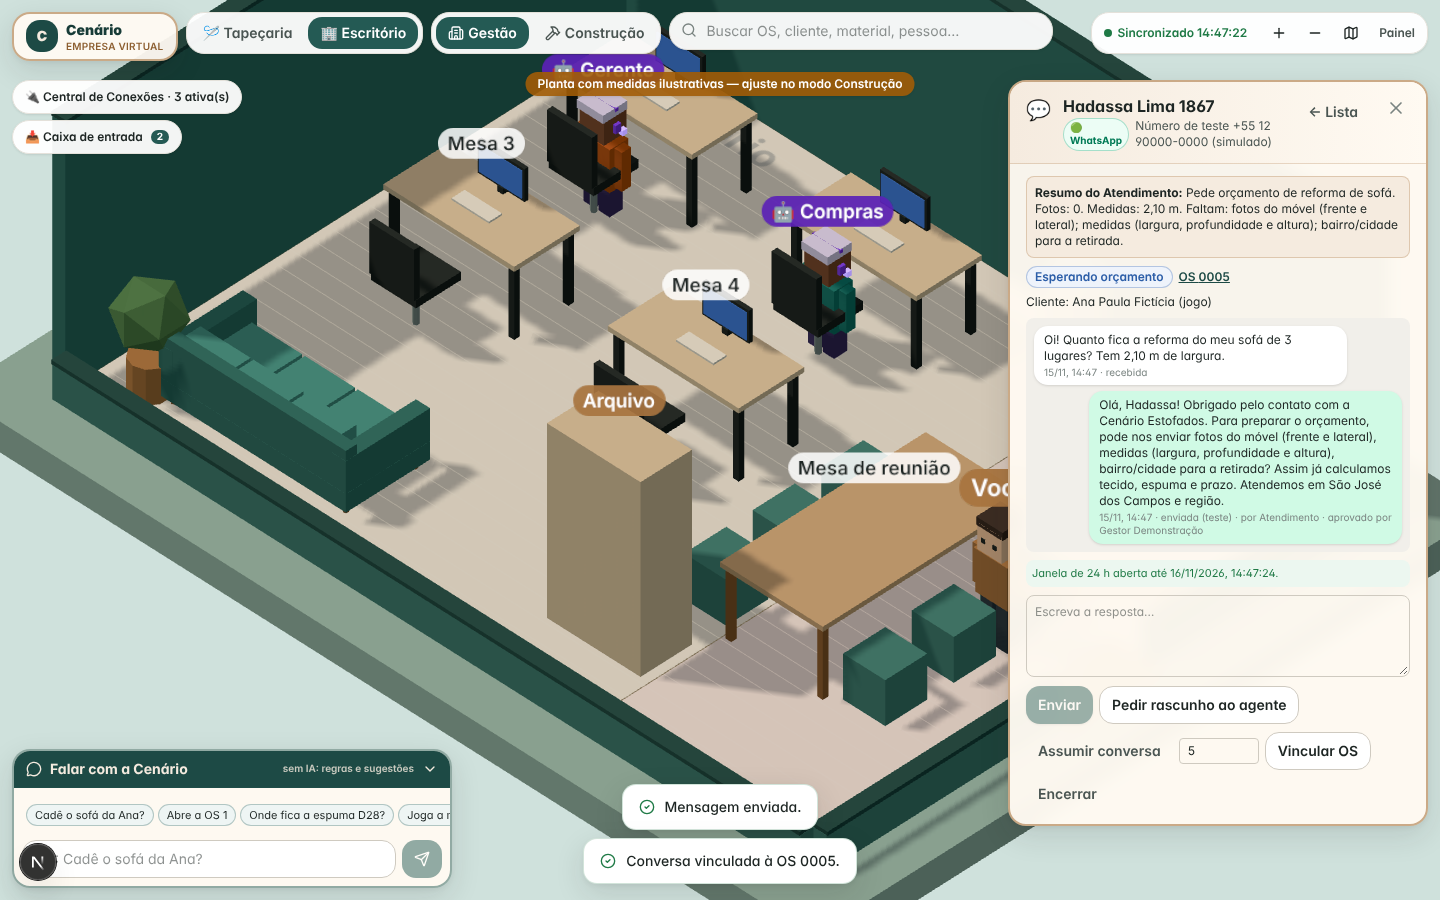 C
Cenário
EMPRESA VIRTUAL
🪡 Tapeçaria
🏢 Escritório
Gestão
Construção
Buscar OS, cliente, material, pessoa...
Sincronizado 14:47:22
Painel
🔌 Central de Conexões · 3 ativa(s)
📥 Caixa de entrada 2
🤖 Gerente
Planta com medidas ilustrativas — ajuste no modo Construção
Mesa 3
🤖 Compras
Mesa 4
Arquivo
Mesa de reunião
Voc
Hadassa Lima 1867
← Lista
WhatsApp
Número de teste +55 12
90000-0000 (simulado)
Resumo do Atendimento: Pede orçamento de reforma de sofá.
Fotos: 0. Medidas: 2,10 m. Faltam: fotos do móvel (frente e
lateral); medidas (largura, profundidade e altura); bairro/cidade
para a retirada.
Esperando orçamento
OS 0005
Cliente: Ana Paula Fictícia (jogo)
Oi! Quanto fica a reforma do meu sofá de 3
lugares? Tem 2,10 m de largura.
15/11, 14:47 · recebida
Olá, Hadassa! Obrigado pelo contato com a
Cenário Estofados. Para preparar o orçamento,
pode nos enviar fotos do móvel (frente e lateral),
medidas (largura, profundidade e altura),
bairro/cidade para a retirada? Assim já calculamos
tecido, espuma e prazo. Atendemos em São José
dos Campos e região.
15/11, 14:47 · enviada (teste) · por Atendimento · aprovado por
Gestor Demonstração
Janela de 24 h aberta até 16/11/2026, 14:47:24.
Escreva a resposta...
Enviar
Pedir rascunho ao agente
Assumir conversa
5
Vincular OS
Encerrar
Falar com a Cenário
sem IA: regras e sugestões
Cadê o sofá da Ana?
Abre a OS 1
Onde fica a espuma D28?
Joga a
N
Cadê o sofá da Ana?
Mensagem enviada.
Conversa vinculada à OS 0005.